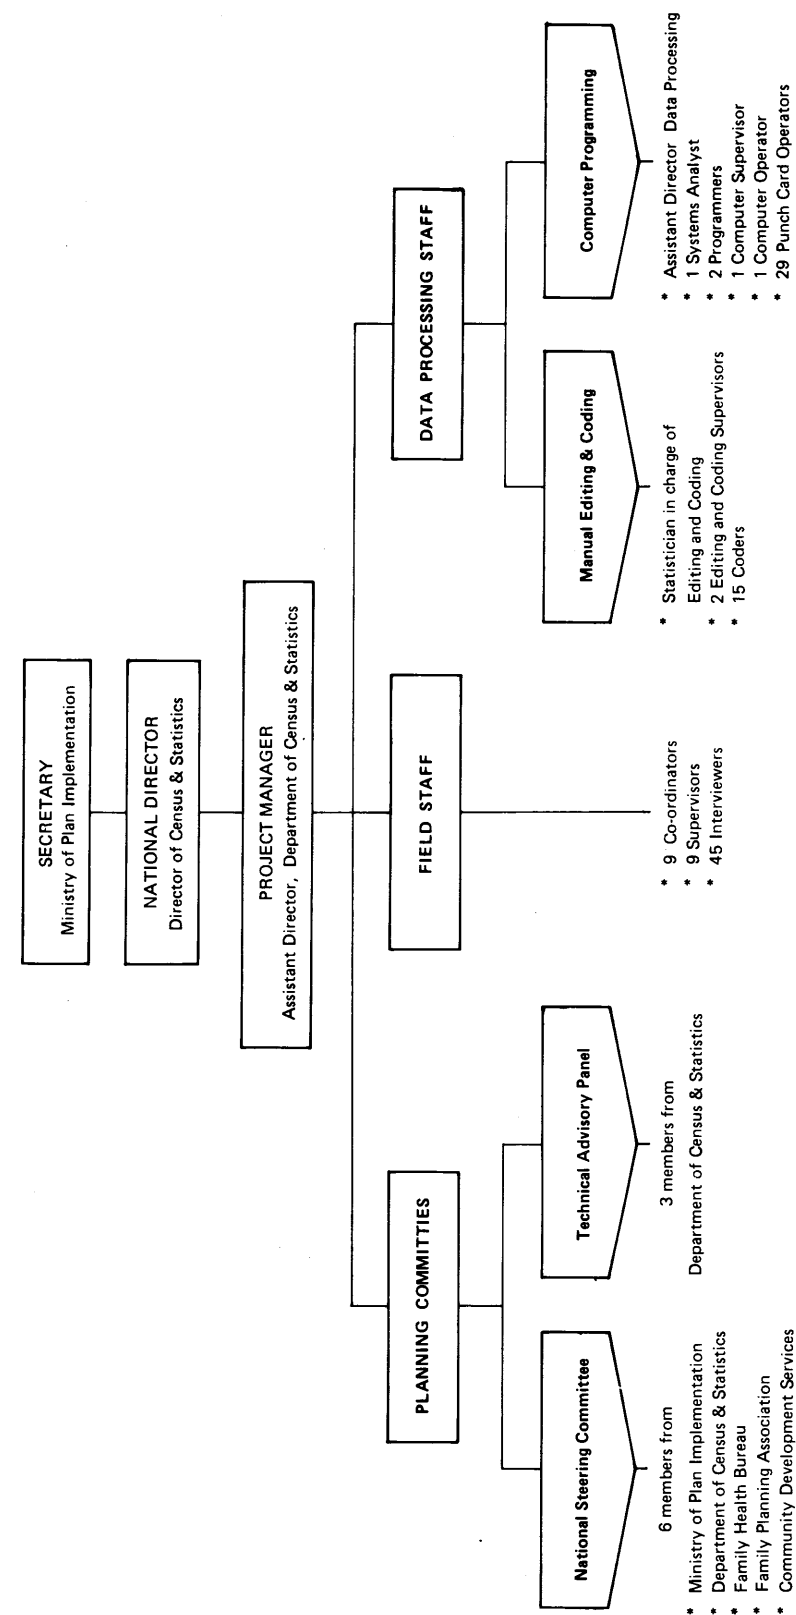 SECRETARY
Ministry of Plan Implementation
NATIONAL DIRECTOR
Director of Census & Statistics
PROJECT MANAGER
Assistant Director, Department of Census & Statistics
PLANNING COMMITTIES
FIELD STAFF
DATA PROCESSING STAFF
National Steering Committee
Technical Advisory Panel
Manual Editing & Coding
Computer Programming
6 members from
* Ministry of Plan Implementation
* Department of Census & Statistics
* Family Health Bureau
* Family Planning Association
* Community Development Services
3 members from
Department of Census & Statistics
* 9 Co-ordinators
* 9 Supervisors
* 45 Interviewers
* Statistician in charge of
Editing and Coding
* 2 Editing and Coding Supervisors
* 15 Coders
* Assistant Director Data Processing
* 1 Systems Analyst
* 2 Programmers
* 1 Computer Supervisor
* 1 Computer Operator
* 29 Punch Card Operators